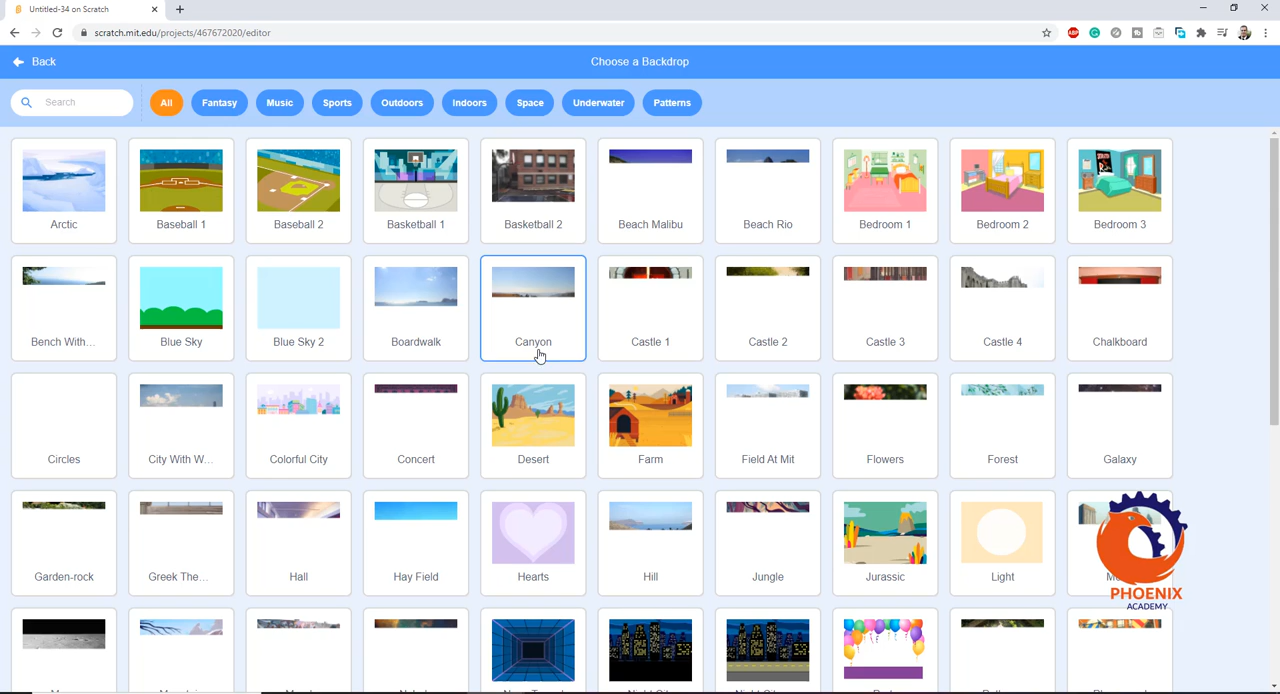 Untitled-34 on Scratch
scratch.mit.edu/projects/467672020/editor
ABP
Back
Choose a Backdrop
Search
All
Fantasy
Music
Sports
Outdoors
Indoors
Space
Underwater
Patterns
Arctic
Baseball 1
Baseball 2
Basketball 1
Basketball 2
Beach Malibu
Beach Rio
Bedroom 1
Bedroom 2
Bedroom 3
Bench With...
Blue Sky
Blue Sky 2
Boardwalk
Canyon
Castle 1
Castle 2
Castle 3
Castle 4
Chalkboard
Circles
City With W...
Colorful City
Concert
Desert
Farm
Field At Mit
Flowers
Forest
Galaxy
Garden-rock
Greek The...
Hall
Hay Field
Hearts
Hill
Jungle
Jurassic
Light
PHOENIX
ACADEMY